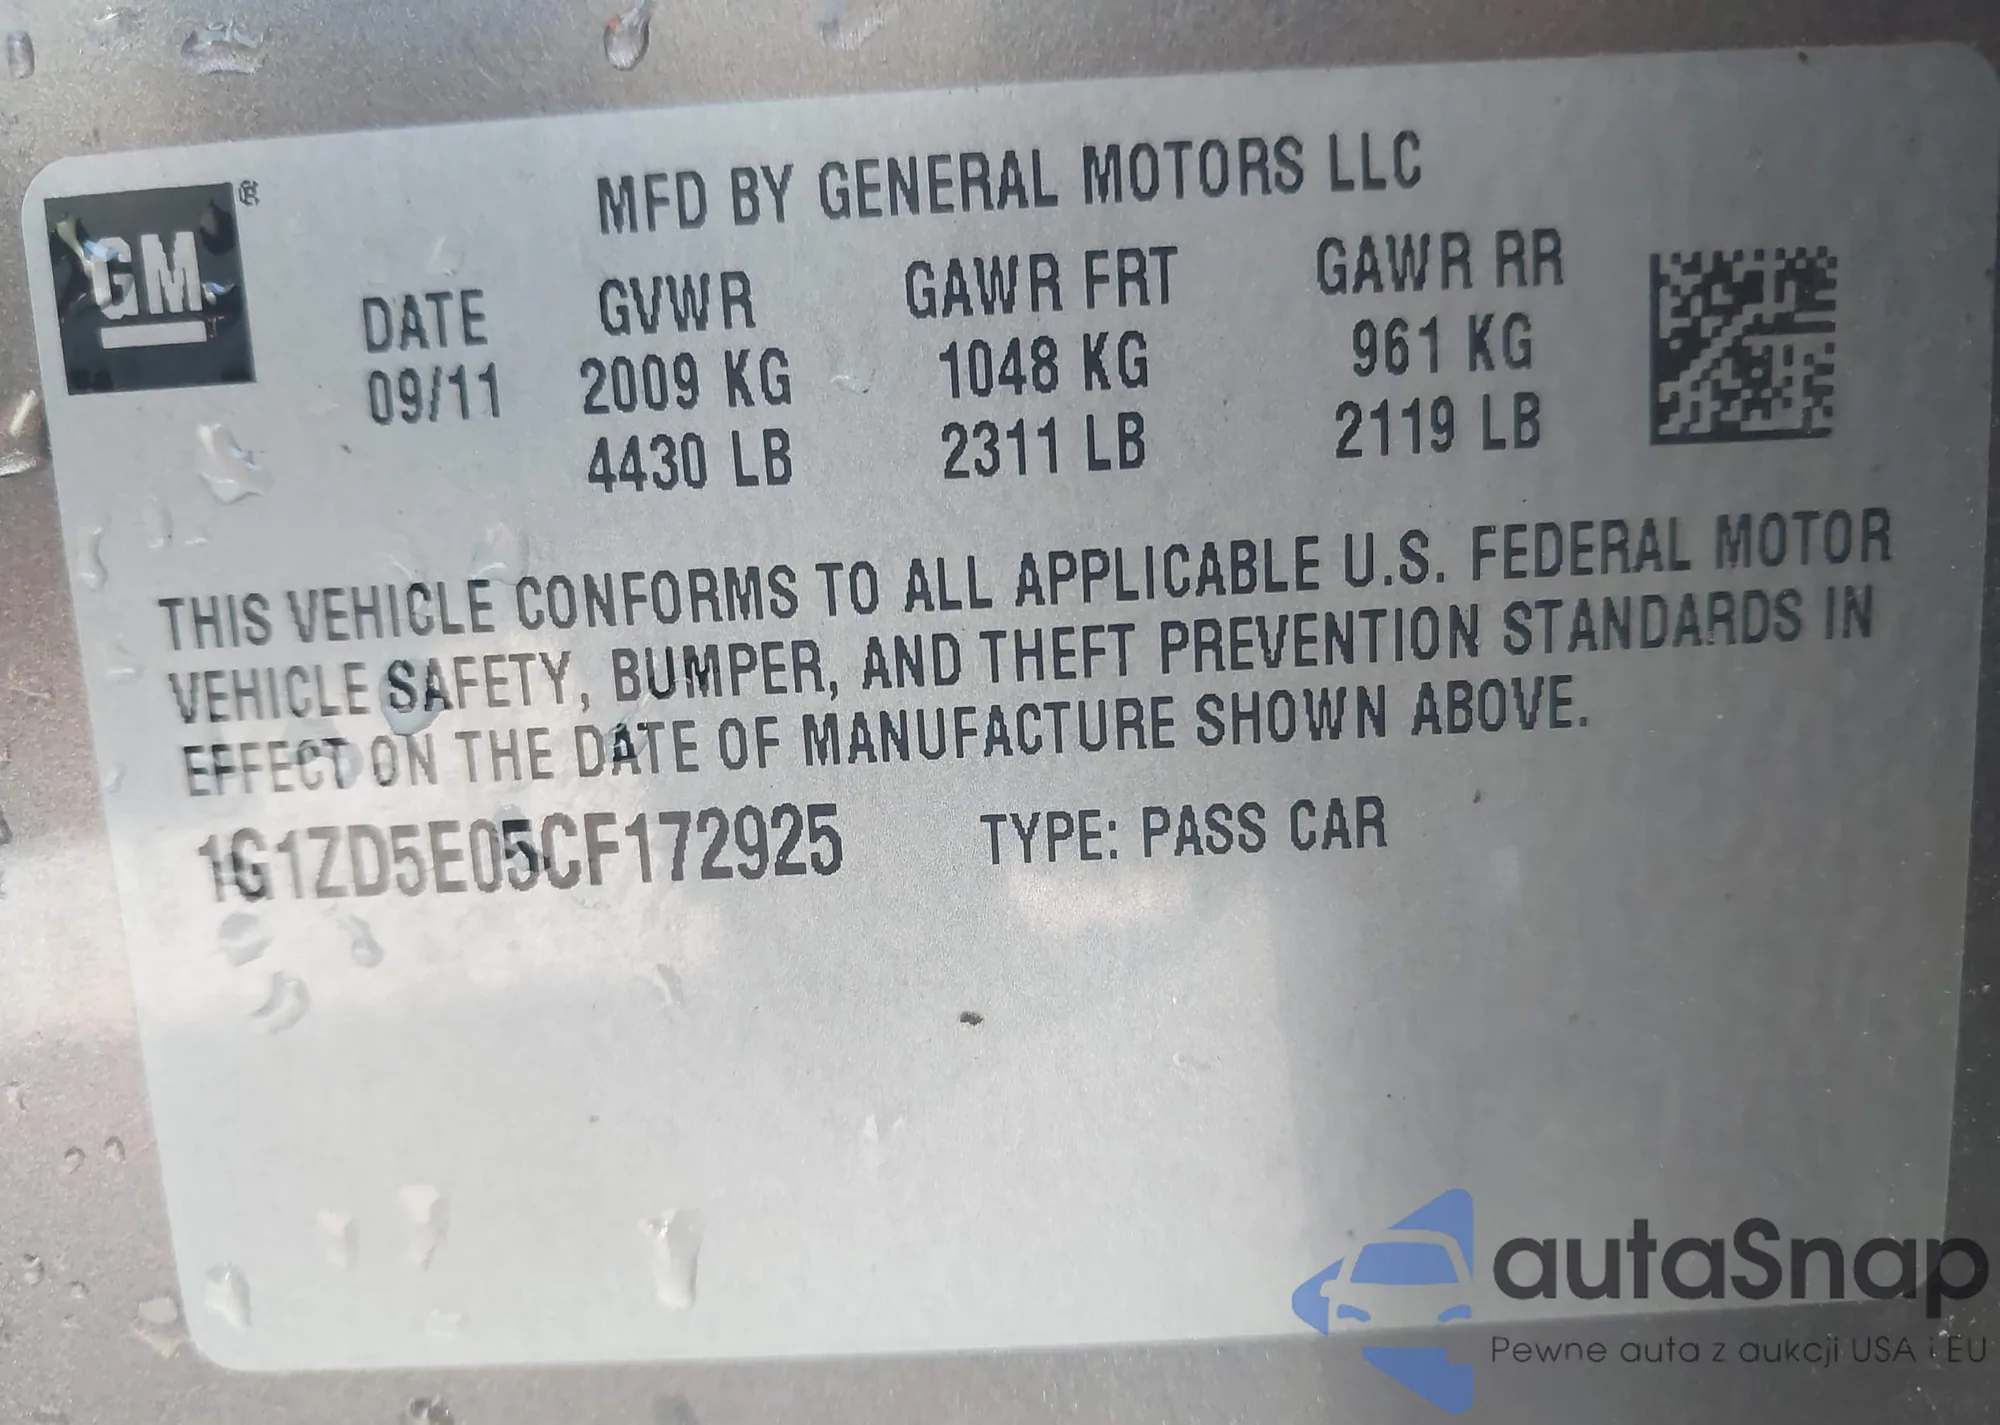 MFD BY GENERAL MOTORS LLC
GM ®
DATE GVWR GAWR FRT GAWR RR
09/11 2009 KG 1048 KG 961 KG
4430 LB 2311 LB 2119 LB
THIS VEHICLE CONFORMS TO ALL APPLICABLE U.S. FEDERAL MOTOR
VEHICLE SAFETY, BUMPER, AND THEFT PREVENTION STANDARDS IN
EFFECT ON THE DATE OF MANUFACTURE SHOWN ABOVE.
1G1ZD5E05CF172925 TYPE: PASS CAR
autaSnap
Pewne auta z aukcji USA i EU